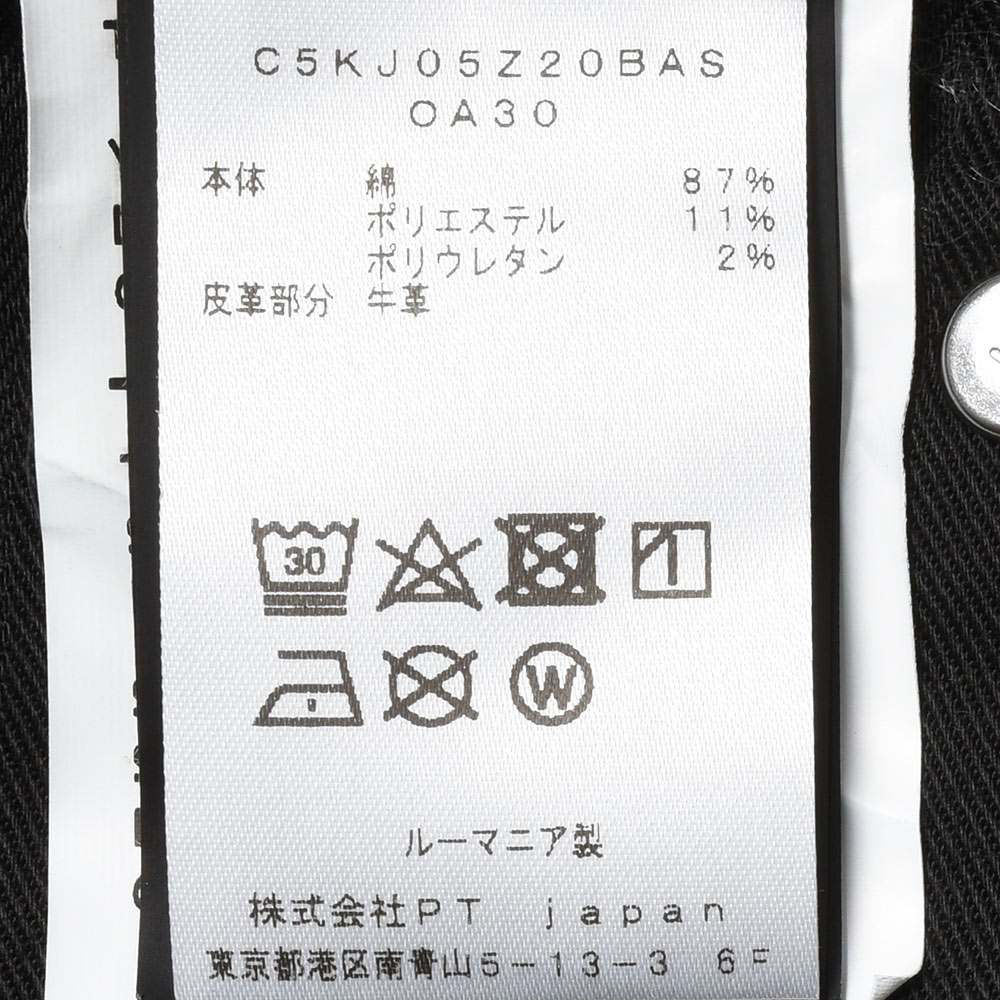 C5KJ05Z20BAS
OA30
本体 綿 87%
ポリエステル 11%
ポリウレタン 2%
皮革部分 牛革
30
W
ルーマニア製
株式会社PT japan
東京都港区南青山5-13-3 6F